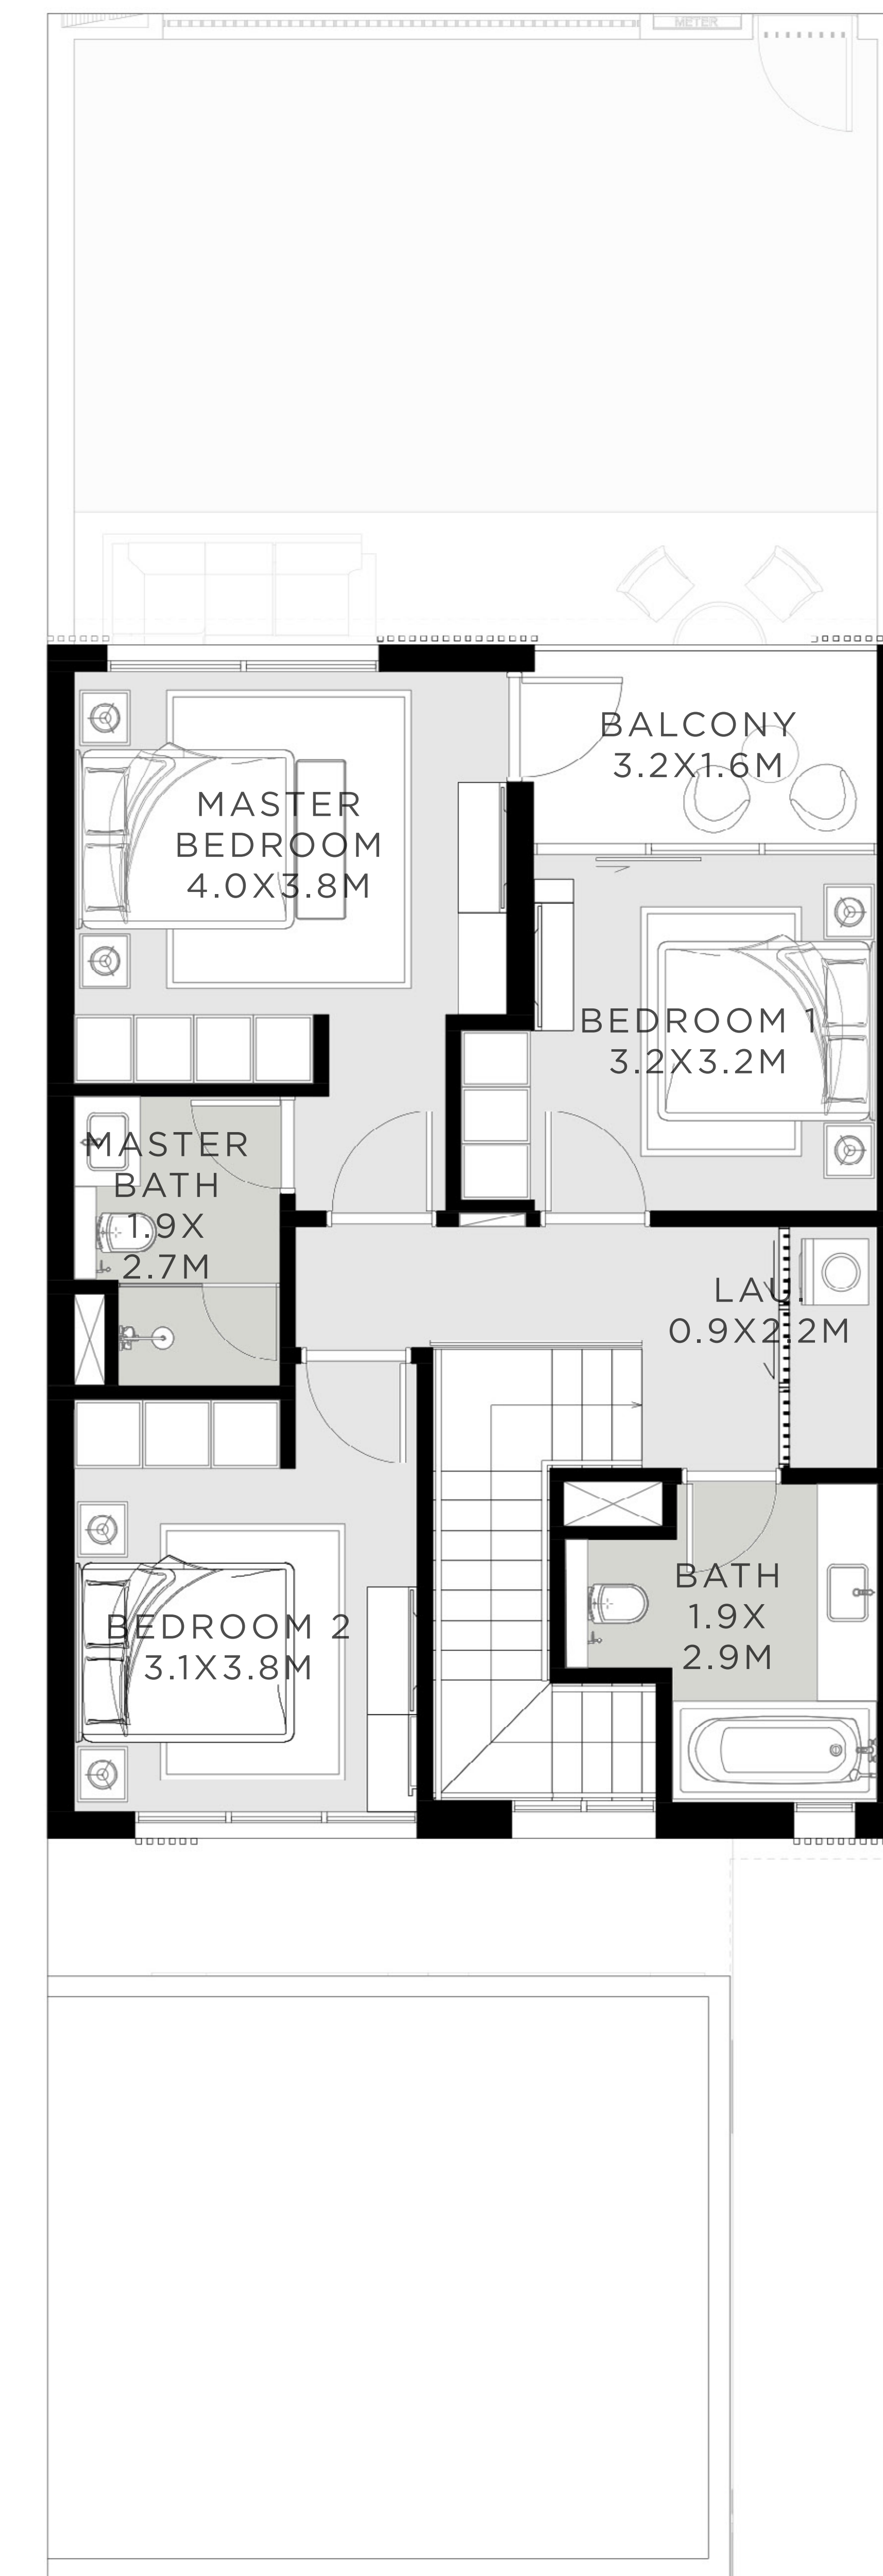 METER
BALCONY
3.2X1.6M
MASTER
BEDROOM
4.0X3.8M
BEDROOM 1
3.2X3.2M
MASTER
BATH
1.9X
2.7M
LAU.
0.9X2.2M
BATH
1.9X
2.9M
BEDROOM 2
3.1X3.8M